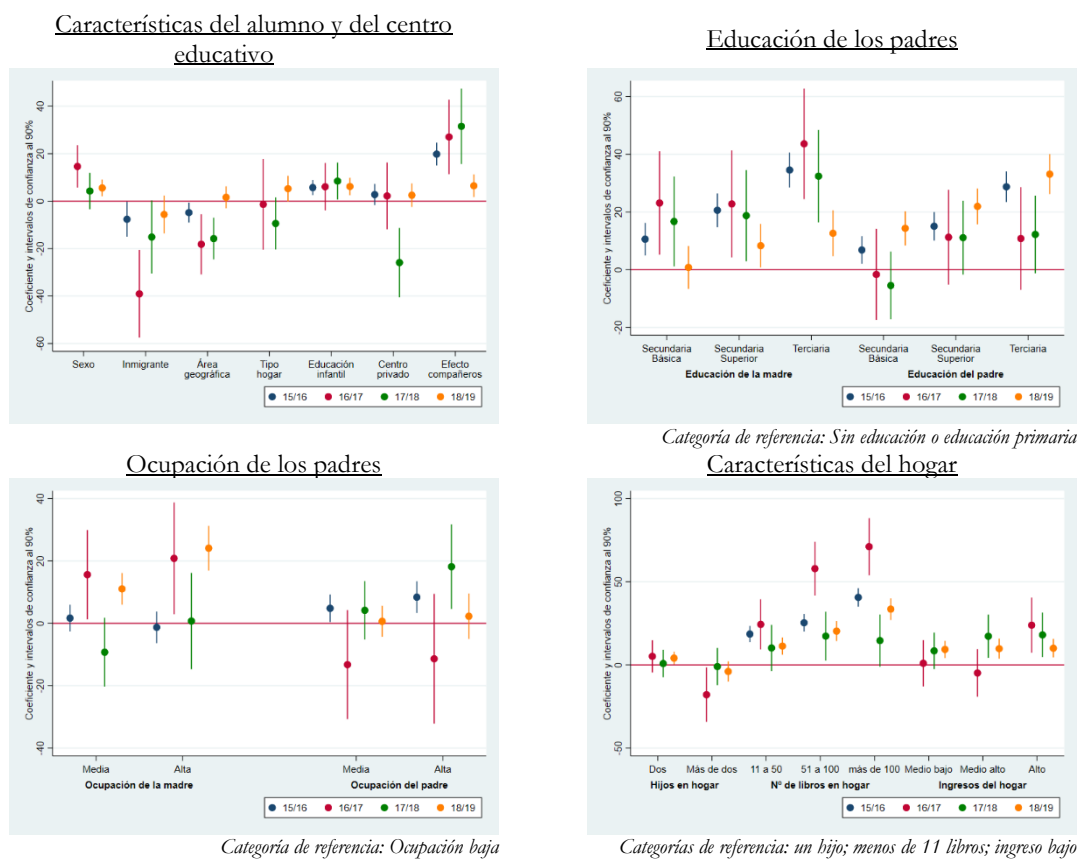 Características del alumno y del centro
educativo
Coeficiente y intervalos de confianza al 90%
40
20
0
-20
-40
-60
Sexo
Inmigrante
Área
geográfica
Tipo
hogar
Educación
infantil
Centro
privado
Efecto
compañeros
15/16 16/17 17/18 18/19
Educación de los padres
Coeficiente y intervalos de confianza al 90%
60
40
20
0
-20
Secundaria
Básica
Secundaria
Superior
Terciaria
Secundaria
Básica
Secundaria
Superior
Terciaria
Educación de la madre
Educación del padre
15/16 16/17 17/18 18/19
Categoría de referencia: Sin educación o educación primaria
Ocupación de los padres
Coeficiente y intervalos de confianza al 90%
40
20
0
-20
-40
Media
Alta
Media
Alta
Ocupación de la madre
Ocupación del padre
15/16 16/17 17/18 18/19
Categoría de referencia: Ocupación baja
Características del hogar
Coeficiente y intervalos de confianza al 90%
100
50
0
-50
Dos
Más de dos
11 a 50
51 a 100
más de 100
Medio bajo
Medio alto
Alto
Hijos en hogar
Nº de libros en hogar
Ingresos del hogar
15/16 16/17 17/18 18/19
Categorías de referencia: un hijo; menos de 11 libros; ingreso bajo